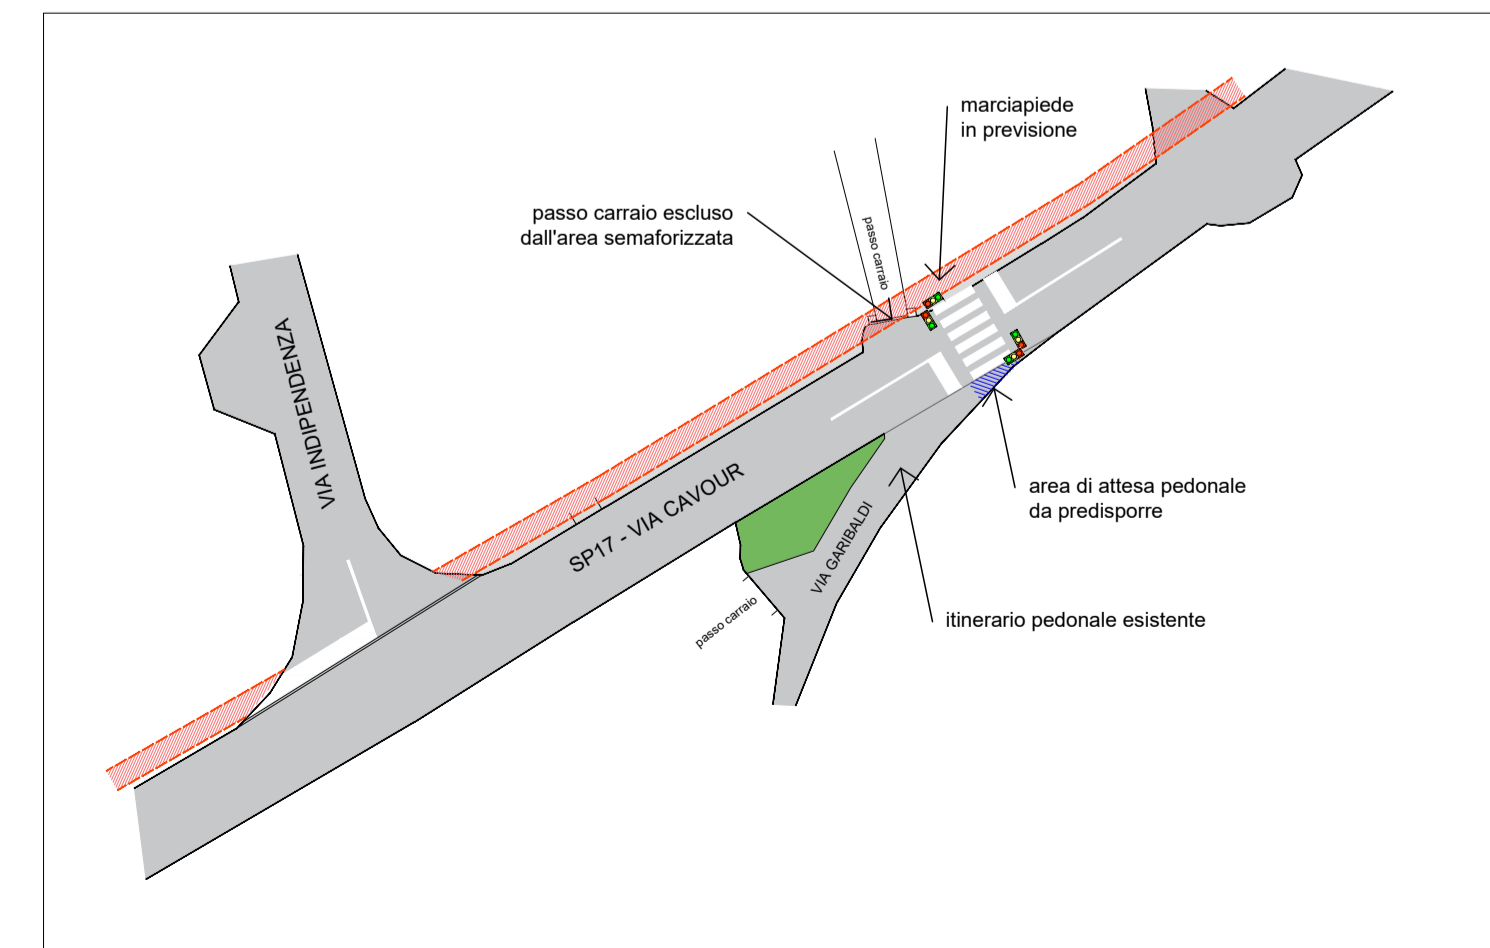 marciapiede
in previsione
passo carraio escluso
dall'area semaforizzata
passo carraio
VIA INDIPENDENZA
SP17 - VIA CAVOUR
area di attesa pedonale
da predisporre
VIA GARIBALDI
passo carraio
itinerario pedonale esistente